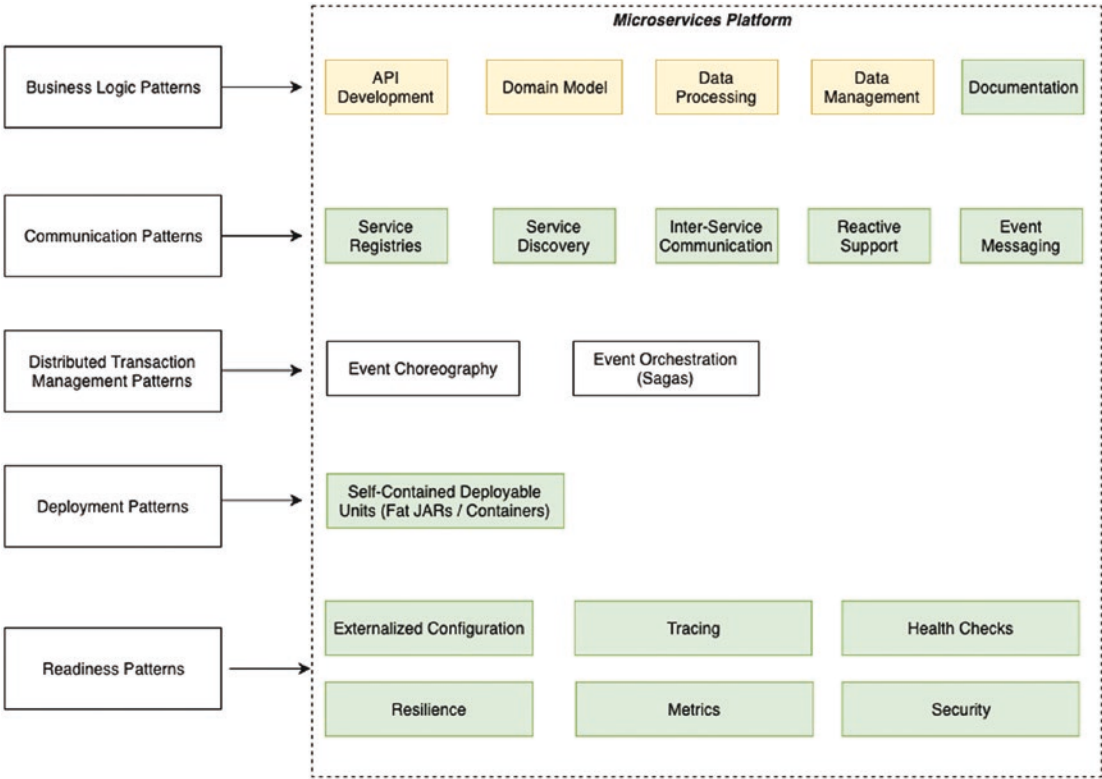 Microservices Platform
Business Logic Patterns
API
Development
Domain Model
Data
Processing
Data
Management
Documentation
Communication Patterns
Service
Registries
Service
Discovery
Inter-Service
Communication
Reactive
Support
Event
Messaging
Distributed Transaction
Management Patterns
Event Choreography
Event Orchestration
(Sagas)
Deployment Patterns
Self-Contained Deployable
Units (Fat JARs / Containers)
Readiness Patterns
Externalized Configuration
Tracing
Health Checks
Resilience
Metrics
Security